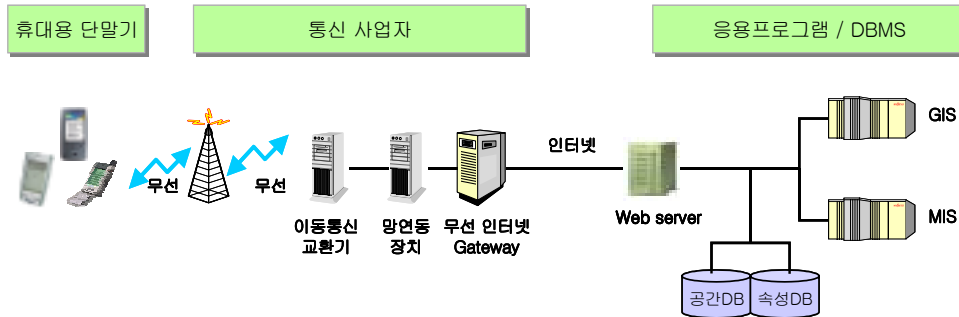 휴대용 단말기
통신 사업자
응용프로그램 / DBMS
무선
무선
이동통신
교환기
망연동
장치
무선 인터넷
Gateway
인터넷
Web server
GIS
MIS
공간DB
속성DB